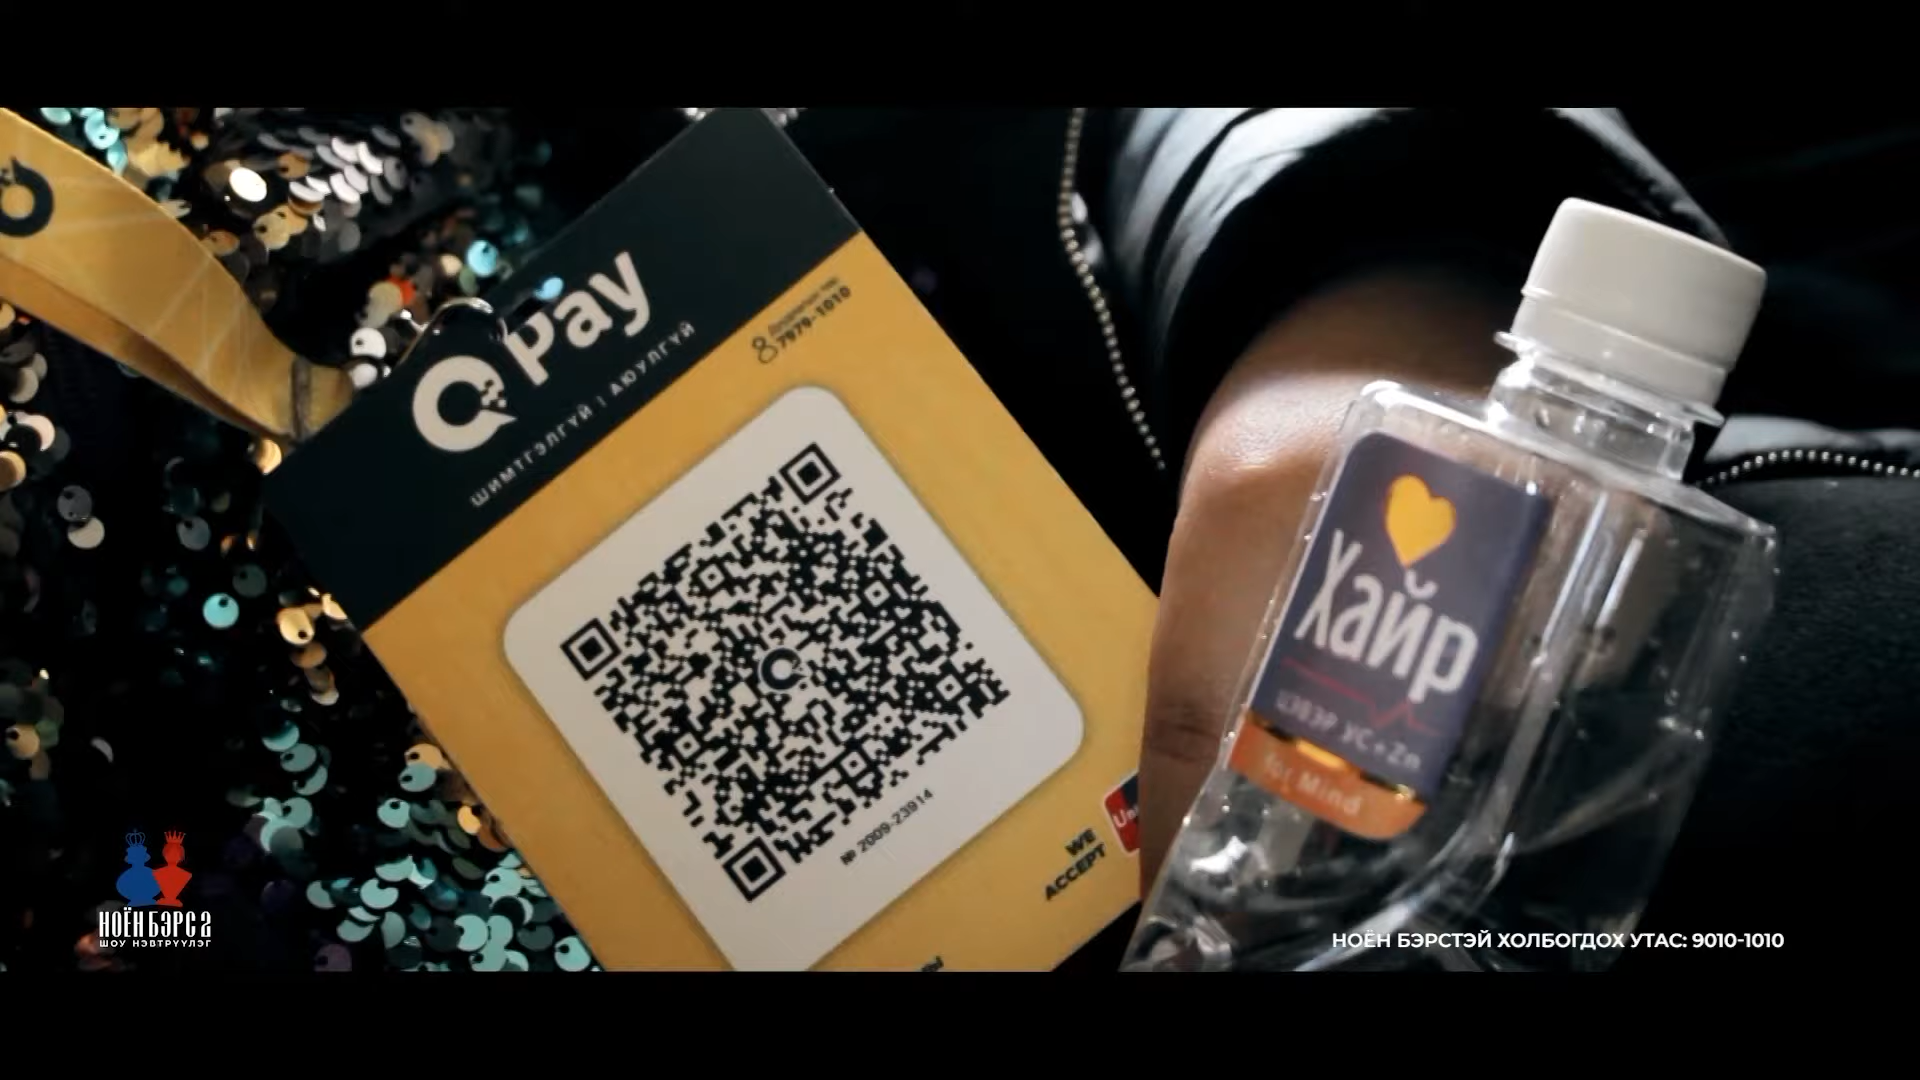 QPay
ШИМТГЭЛГҮЙ | АЮУЛГҮЙ
7979-1010
№ 2009-23914
WE
ACCEPT
Хайр
ЦЭВЭР УС+Zn
for Mind
НОЁН БЭРС 2
ШОУ НЭВТРҮҮЛЭГ
НОЁН БЭРСТЭЙ ХОЛБОГДОХ УТАС: 9010-1010